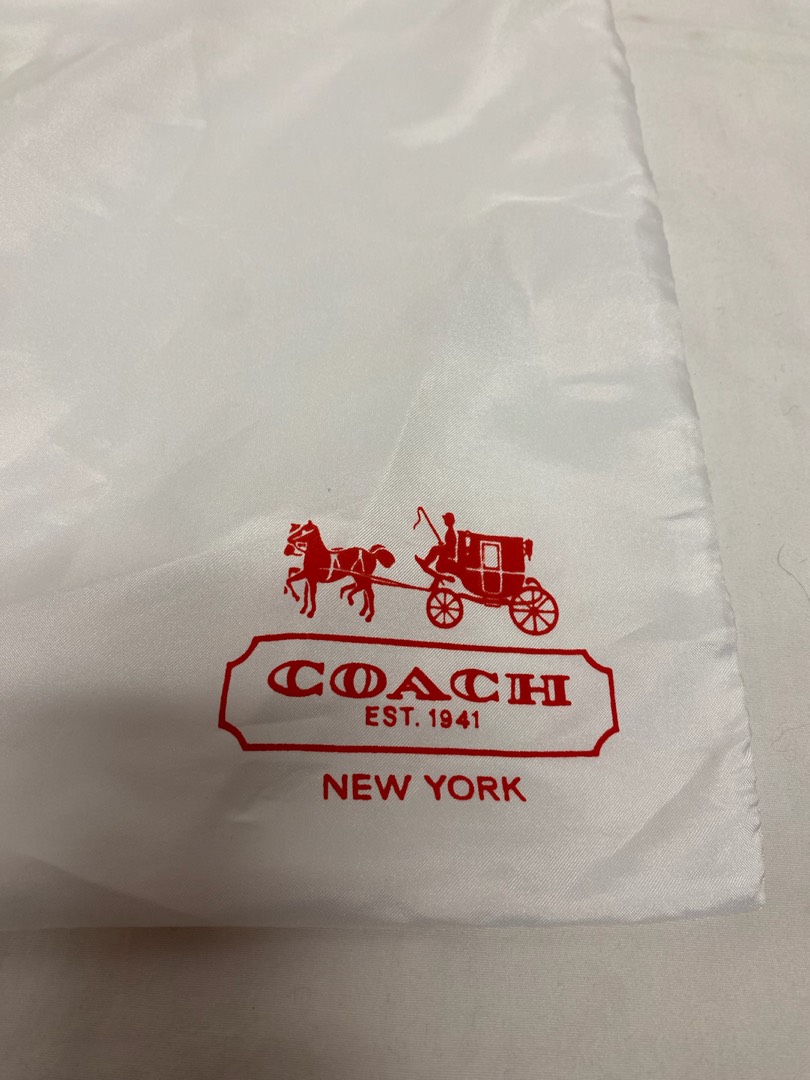 COACH
EST. 1941
NEW YORK